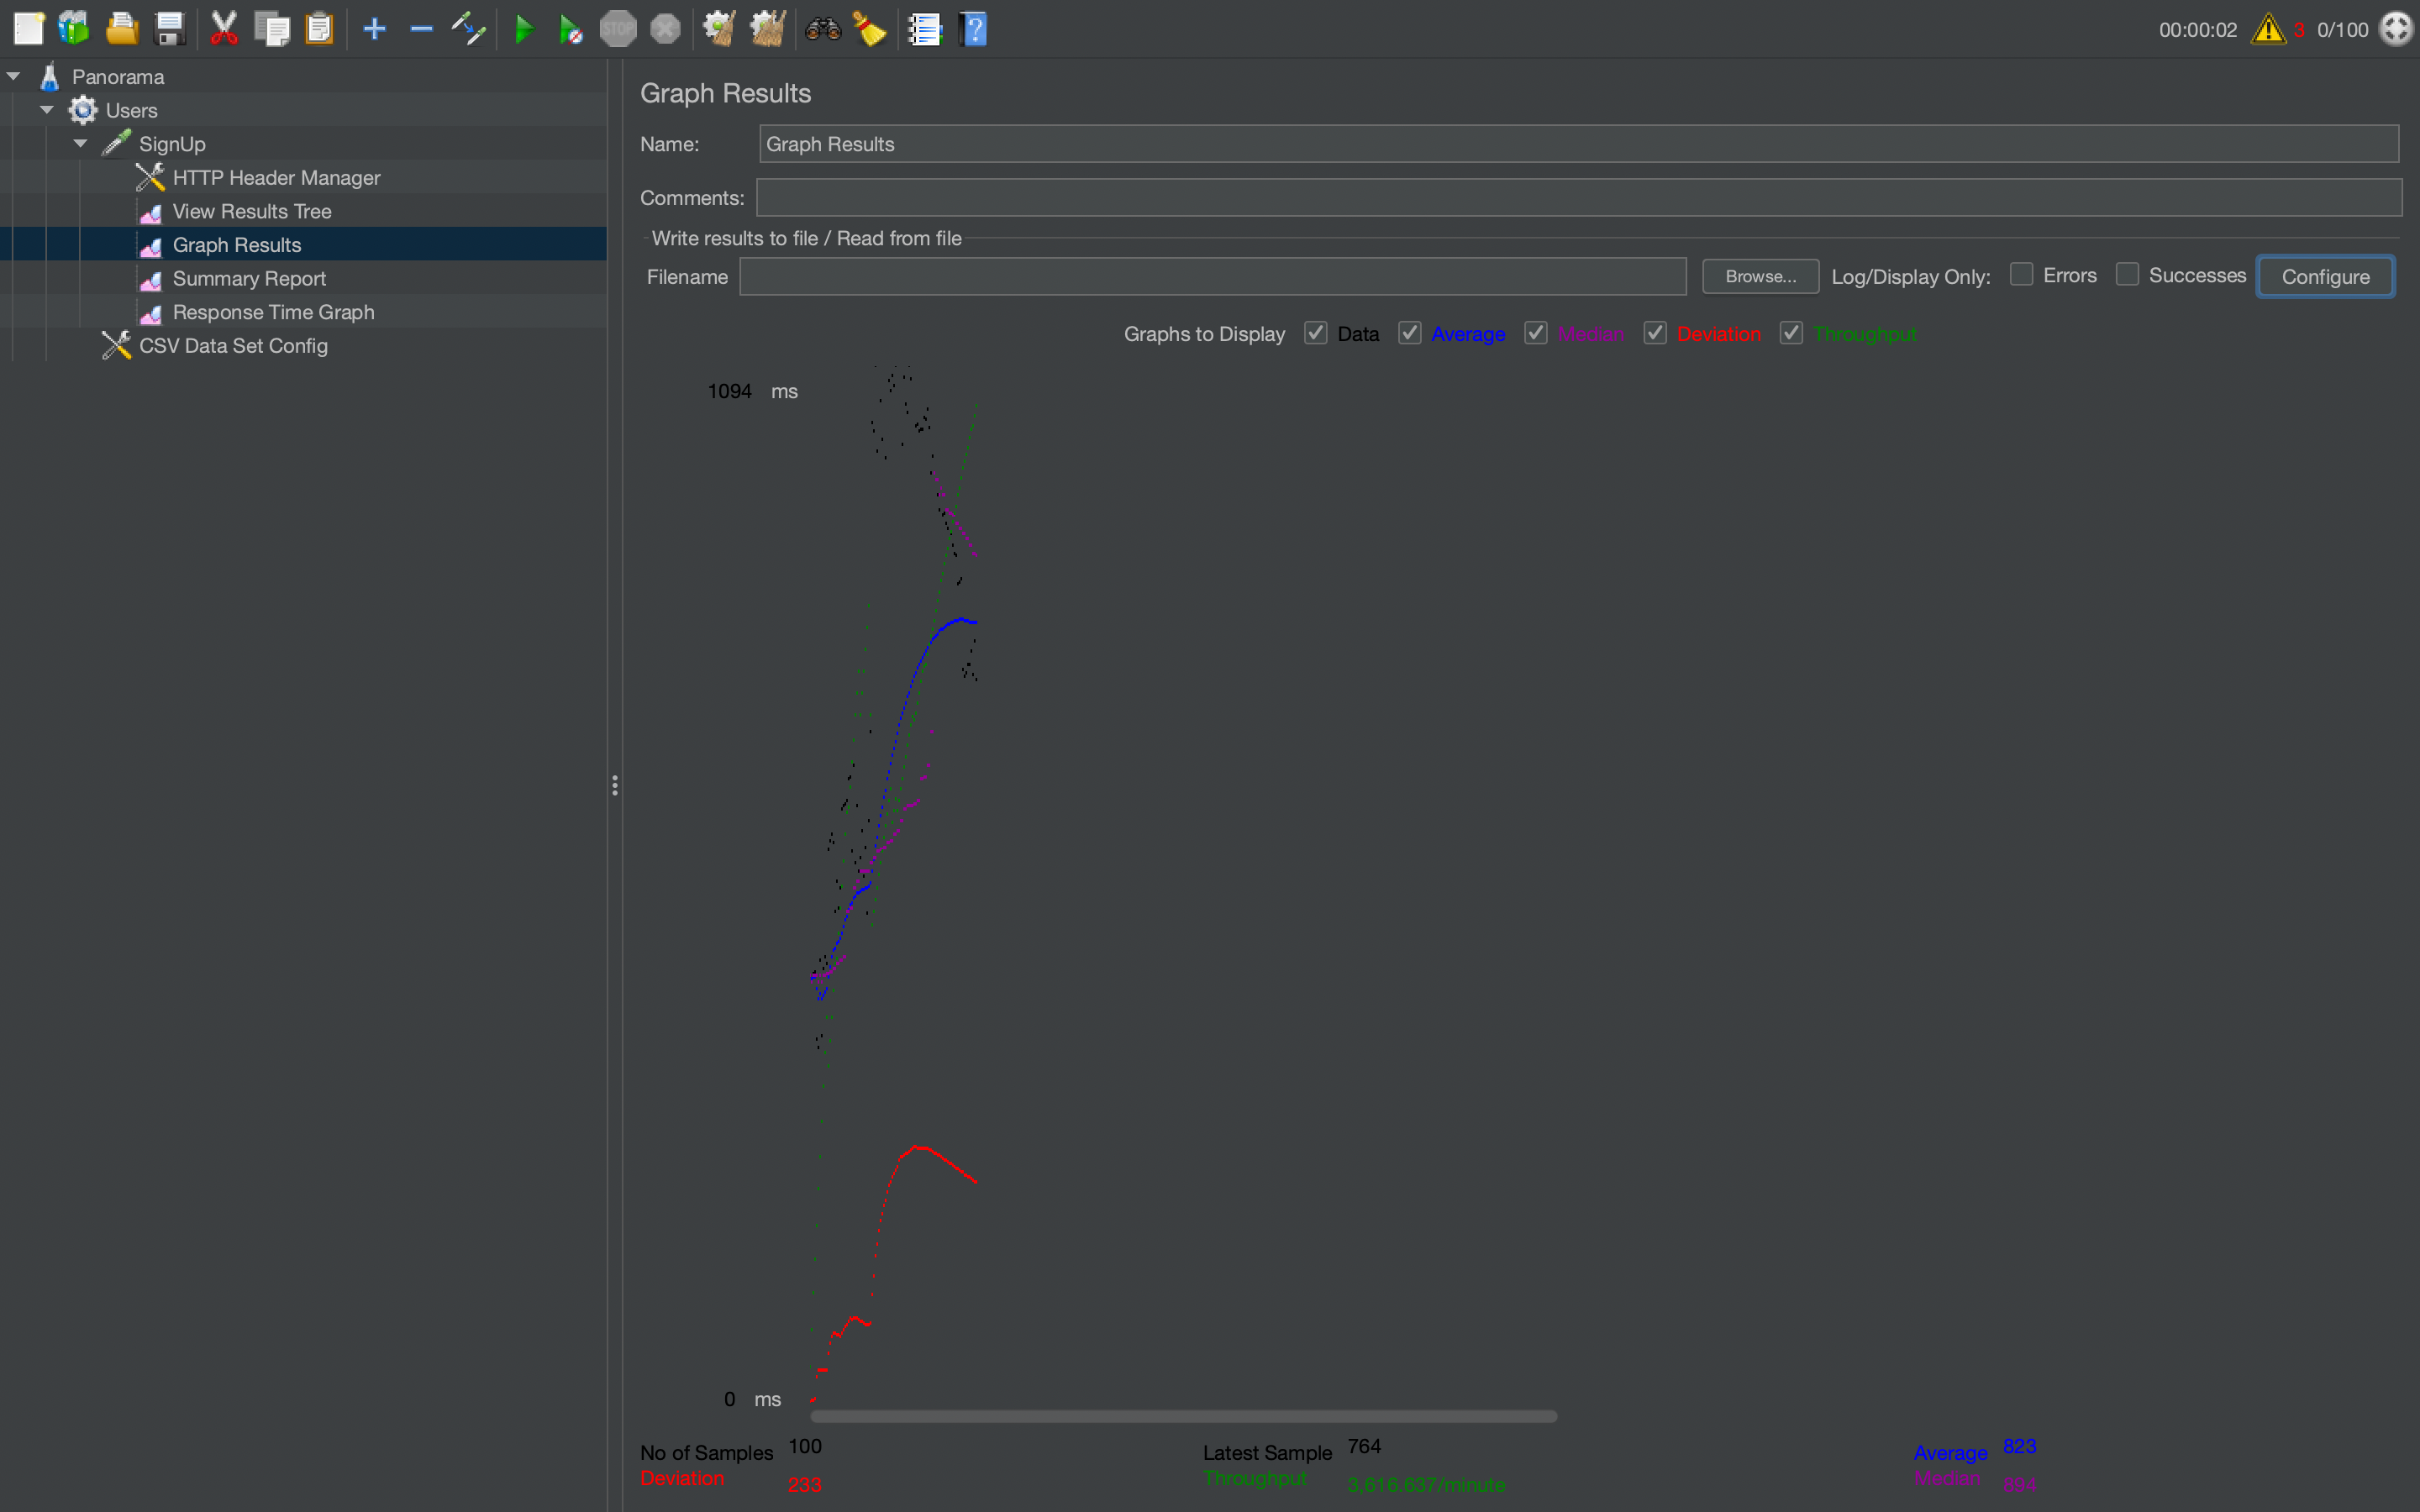 STOP
00:00:02 3 0/100
Panorama
Users
SignUp
HTTP Header Manager
View Results Tree
Graph Results
Summary Report
Response Time Graph
CSV Data Set Config
Graph Results
Name: Graph Results
Comments:
Write results to file / Read from file
Filename Browse... Log/Display Only: Errors Successes Configure
Graphs to Display Data Average Median Deviation Throughput
1094 ms
0 ms
No of Samples 100 Latest Sample 764 Average 823
Deviation 233 Throughput 3,616.637/minute Median 894